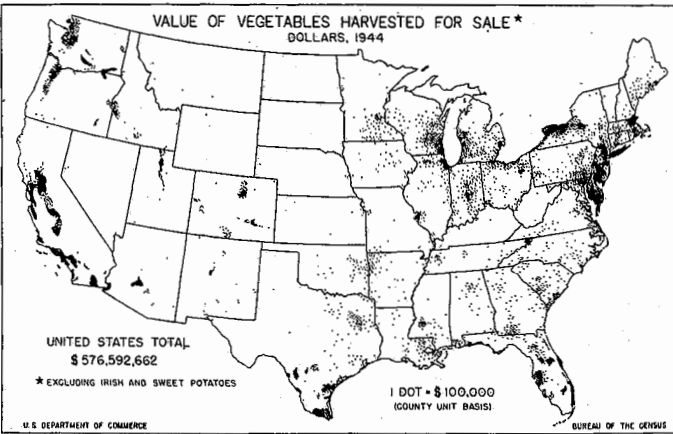 VALUE OF VEGETABLES HARVESTED FOR SALE*
DOLLARS, 1944
UNITED STATES TOTAL
$576,592,662
* EXCLUDING IRISH AND SWEET POTATOES
1 DOT = $100,000
(COUNTY UNIT BASIS)
U.S. DEPARTMENT OF COMMERCE
BUREAU OF THE CENSUS